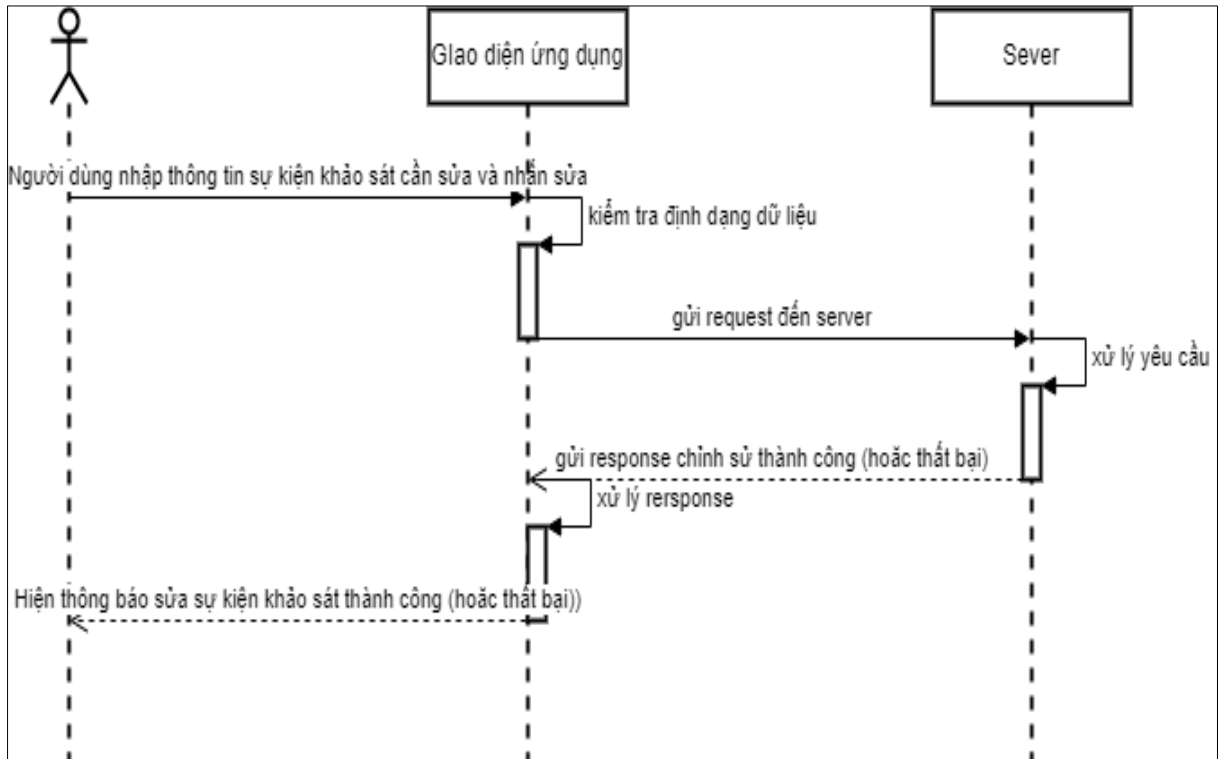 GIao diện ứng dụng
Sever
Người dùng nhập thông tin sự kiện khảo sát cần sửa và nhấn sửa
kiểm tra định dạng dữ liệu
gửi request đến server
xử lý yêu cầu
gửi response chỉnh sử thành công (hoăc thất bại)
xử lý rersponse
Hiện thông báo sửa sự kiện khảo sát thành công (hoăc thất bại))